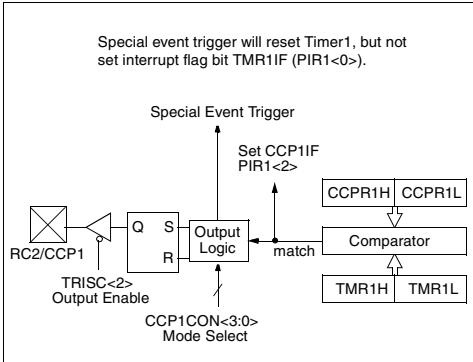 Special event trigger will reset Timer1, but not
set interrupt flag bit TMR1IF (PIR1<0>).
Special Event Trigger
Set CCP1IF
PIR1<2>
CCPR1H CCPR1L
Q S Output
R Logic
match
Comparator
RC2/CCP1
TRISC<2>
Output Enable
TMR1H TMR1L
CCP1CON<3:0>
Mode Select